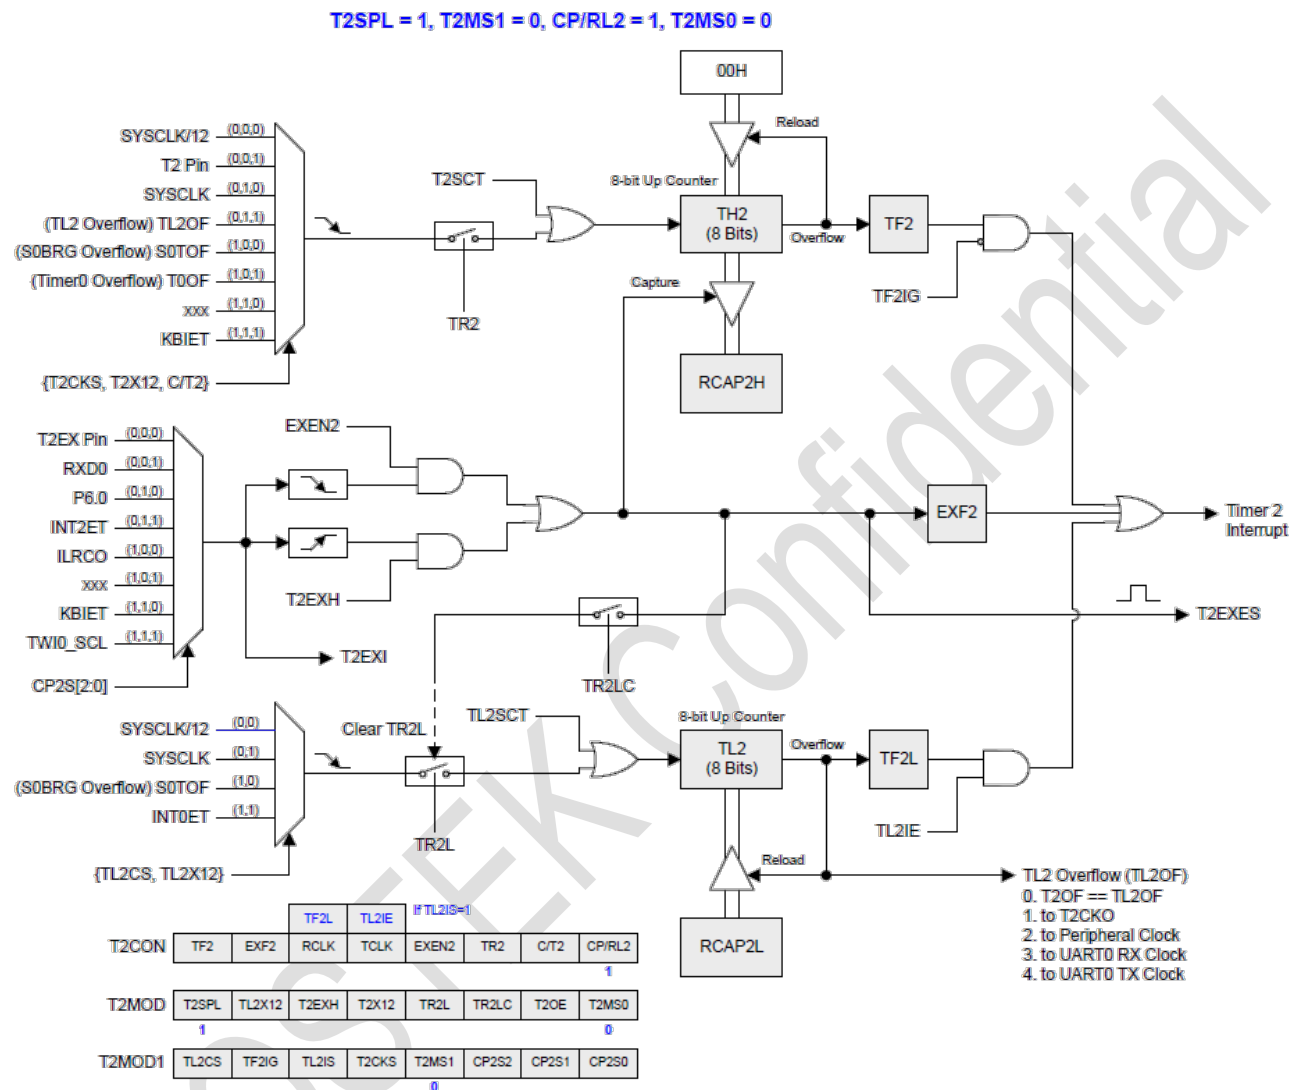 T2SPL = 1, T2MS1 = 0, CP/RL2 = 1, T2MS0 = 0
00H
Reload
SYSCLK/12 (0,0,0)
T2 Pin (0,0,1)
SYSCLK (0,1,0)
(TL2 Overflow) TL2OF (0,1,1)
(S0BRG Overflow) S0TOF (1,0,0)
(Timer0 Overflow) T0OF (1,0,1)
xxx (1,1,0)
KBIET (1,1,1)
{T2CKS, T2X12, C/T2}
TR2
T2SCT
8-bit Up Counter
TH2
(8 Bits)
Overflow
TF2
TF2IG
Capture
RCAP2H
T2EX Pin (0,0,0)
RXD0 (0,0,1)
P6.0 (0,1,0)
INT2ET (0,1,1)
ILRCO (1,0,0)
xxx (1,0,1)
KBIET (1,1,0)
TWI0_SCL (1,1,1)
CP2S[2:0]
EXEN2
T2EXH
T2EXI
EXF2
Timer 2
Interrupt
T2EXES
TR2LC
SYSCLK/12 (0,0)
SYSCLK (0,1)
(S0BRG Overflow) S0TOF (1,0)
INT0ET (1,1)
{TL2CS, TL2X12}
Clear TR2L
TR2L
TL2SCT
8-bit Up Counter
TL2
(8 Bits)
Overflow
TF2L
TL2IE
Reload
RCAP2L
TL2 Overflow (TL2OF)
0. T2OF == TL2OF
1. to T2CKO
2. to Peripheral Clock
3. to UART0 RX Clock
4. to UART0 TX Clock
TF2L TL2IE If TL2IS=1
T2CON TF2 EXF2 RCLK TCLK EXEN2 TR2 C/T2 CP/RL2
1
T2MOD T2SPL TL2X12 T2EXH T2X12 TR2L TR2LC T2OE T2MS0
1 0
T2MOD1 TL2CS TF2IG TL2IS T2CKS T2MS1 CP2S2 CP2S1 CP2S0
0
Confidential